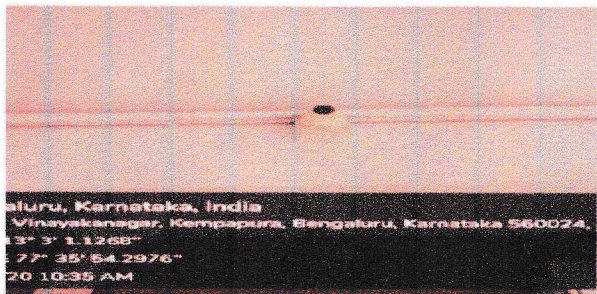 aluru, Karnataka, India
Vinayakanagar, Kempapura, Bengaluru, Karnataka 560024,
13° 3' 1.1268"
77° 35' 54.2976"
20 10:35 AM